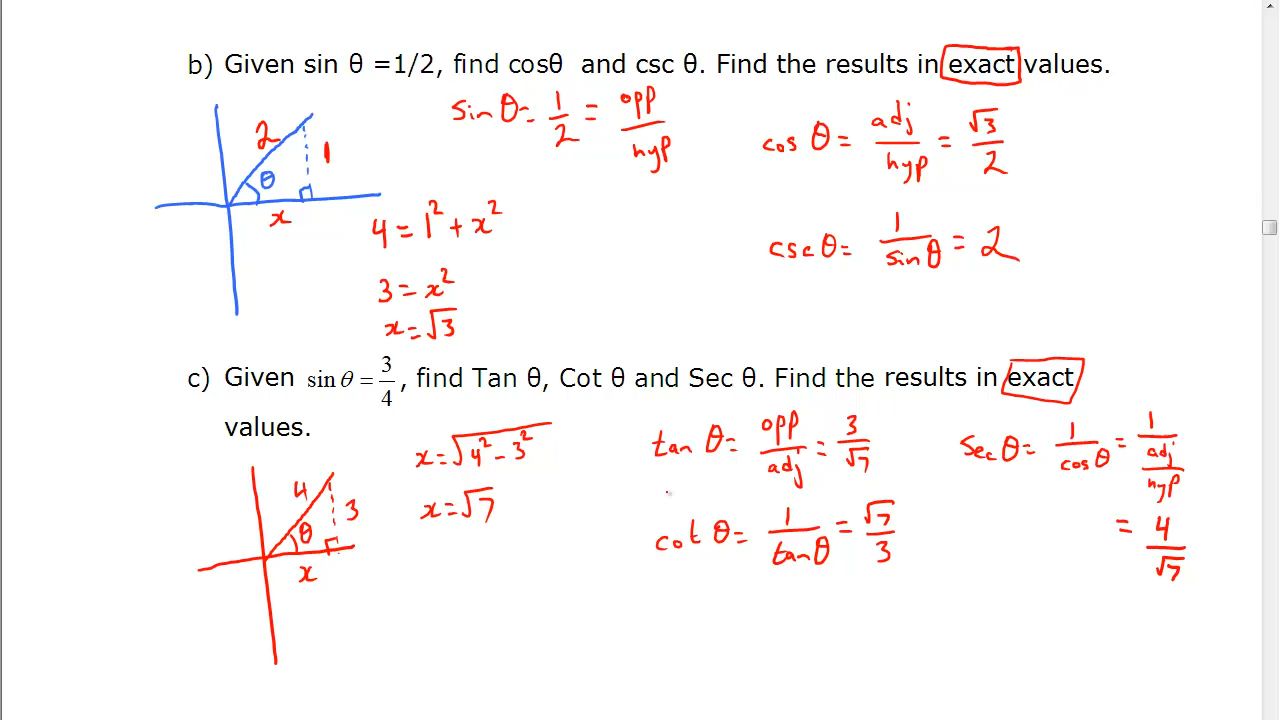 b) Given sin θ =1/2, find cosθ and csc θ. Find the results in exact values.
sin θ = 1/2 = opp/hyp
cos θ = adj/hyp = √3/2
2
1
θ
x
4 = 1² + x²
csc θ = 1/sin θ = 2
3 = x²
x = √3
c) Given sin θ = 3/4, find Tan θ, Cot θ and Sec θ. Find the results in exact
values.
x = √4² - 3²
tan θ = opp/adj = 3/√7
sec θ = 1/cos θ = 1/adj/hyp
4
3
θ
x
x = √7
cot θ = 1/tan θ = √7/3
= 4/√7